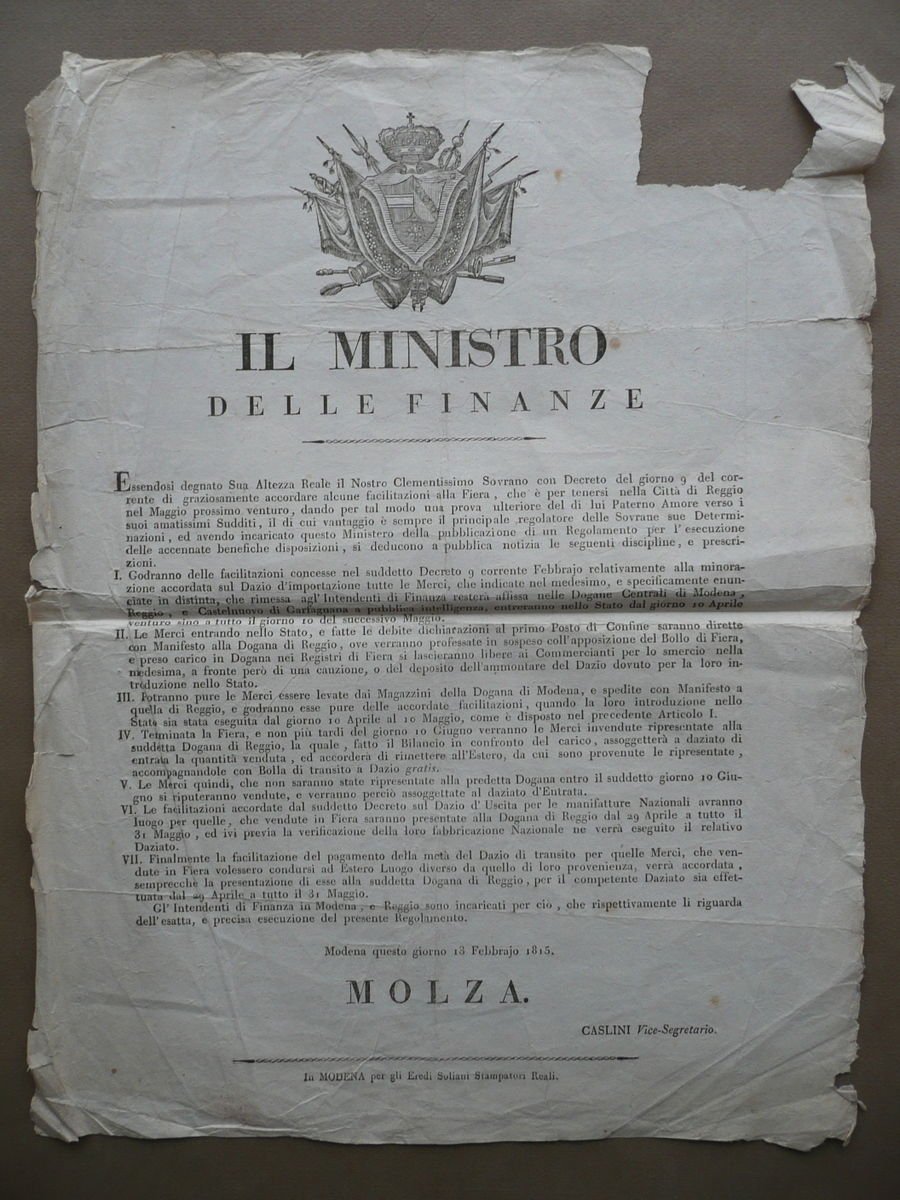 IL MINISTRO
DELLE FINANZE
Essendosi degnato Sua Altezza Reale il Nostro Clementissimo Sovrano con Decreto del giorno 9 del cor-
rente di graziosamente accordare alcune facilitazioni alla Fiera, che è per tenersi nella Città di Reggio
nel Maggio prossimo venturo, dando per tal modo una prova ulteriore del di lui Paterno Amore verso i
suoi amatissimi Sudditi, il di cui vantaggio è sempre il principale regolatore delle Sovrane sue Determi-
nazioni, ed avendo incaricato questo Ministero della pubblicazione di un Regolamento per l'esecuzione
delle accennate benefiche disposizioni, si deducono a pubblica notizia le seguenti discipline, e prescri-
zioni.
I. Godranno delle facilitazioni concesse nel suddetto Decreto 9 corrente Febbrajo relativamente alla minora-
zione accordata sul Dazio d'importazione tutte le Merci, che indicate nel medesimo, e specificamente enun-
ciate in distinta, che rimessa agl'Intendenti di Finanza resterà affissa nelle Dogane Centrali di Modena,
Reggio, e Castelnuovo di Garfagnana a pubblica intelligenza, entreranno nello Stato dal giorno 10 Aprile
venturo sino a tutto il giorno 10 del successivo Maggio.
II. Le Merci entrando nello Stato, e fatte le debite dichiarazioni al primo Posto di Confine saranno dirette
con Manifesto alla Dogana di Reggio, ove verranno professate in sospeso coll'apposizione del Bollo di Fiera,
e preso carico in Dogana nei Registri di Fiera si lascieranno libere ai Commercianti per lo smercio nella
medesima, a fronte però di una cauzione, o del deposito dell'ammontare del Dazio dovuto per la loro in-
troduzione nello Stato.
III. Potranno pure le Merci essere levate dai Magazzini della Dogana di Modena, e spedite con Manifesto a
quella di Reggio, e godranno esse pure delle accordate facilitazioni, quando la loro introduzione nello
Stato sia stata eseguita dal giorno 10 Aprile al 10 Maggio, come è disposto nel precedente Articolo I.
IV. Terminata la Fiera, e non più tardi del giorno 10 Giugno verranno le Merci invendute ripresentate alla
suddetta Dogana di Reggio, la quale, fatto il Bilancio in confronto del carico, assoggetterà a daziato di
entrata la quantità venduta, ed accorderà di rimettere all'Estero, da cui sono provenute le ripresentate,
accompagnandole con Bolla di transito a Dazio gratis.
V. Le Merci quindi, che non saranno state ripresentate alla predetta Dogana entro il suddetto giorno 10 Giu-
gno si riputeranno vendute, e verranno perciò assoggettate al daziato d'Entrata.
VI. Le facilitazioni accordate dal suddetto Decreto sul Dazio d'Uscita per le manifatture Nazionali avranno
luogo per quelle, che vendute in Fiera saranno presentate alla Dogana di Reggio dal 29 Aprile a tutto il
31 Maggio, ed ivi previa la verificazione della loro fabbricazione Nazionale ne verrà eseguito il relativo
Daziato.
VII. Finalmente la facilitazione del pagamento della metà del Dazio di transito per quelle Merci, che ven-
dute in Fiera volessero condursi ad Estero Luogo diverso da quello di loro provenienza, verrà accordata,
sempreccchè la presentazione di esse alla suddetta Dogana di Reggio, per il competente Daziato sia effet-
tuata dal 29 Aprile a tutto il 31 Maggio.
Gl'Intendenti di Finanza in Modena, e Reggio sono incaricati per ciò, che rispettivamente li riguarda
dell'esatta, e precisa esecuzione del presente Regolamento.
Modena questo giorno 13 Febbrajo 1815.
MOLZA.
CASLINI Vice-Segretario.
In MODENA per gli Eredi Soliani Stampatori Reali.